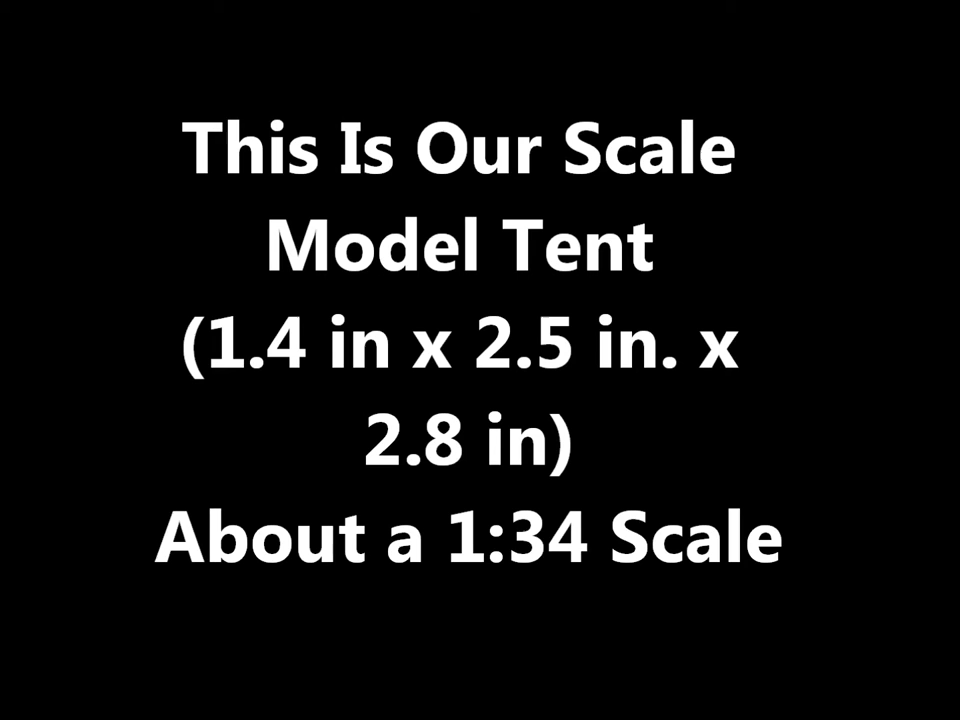 This Is Our Scale
Model Tent
(1.4 in x 2.5 in. x
2.8 in)
About a 1:34 Scale